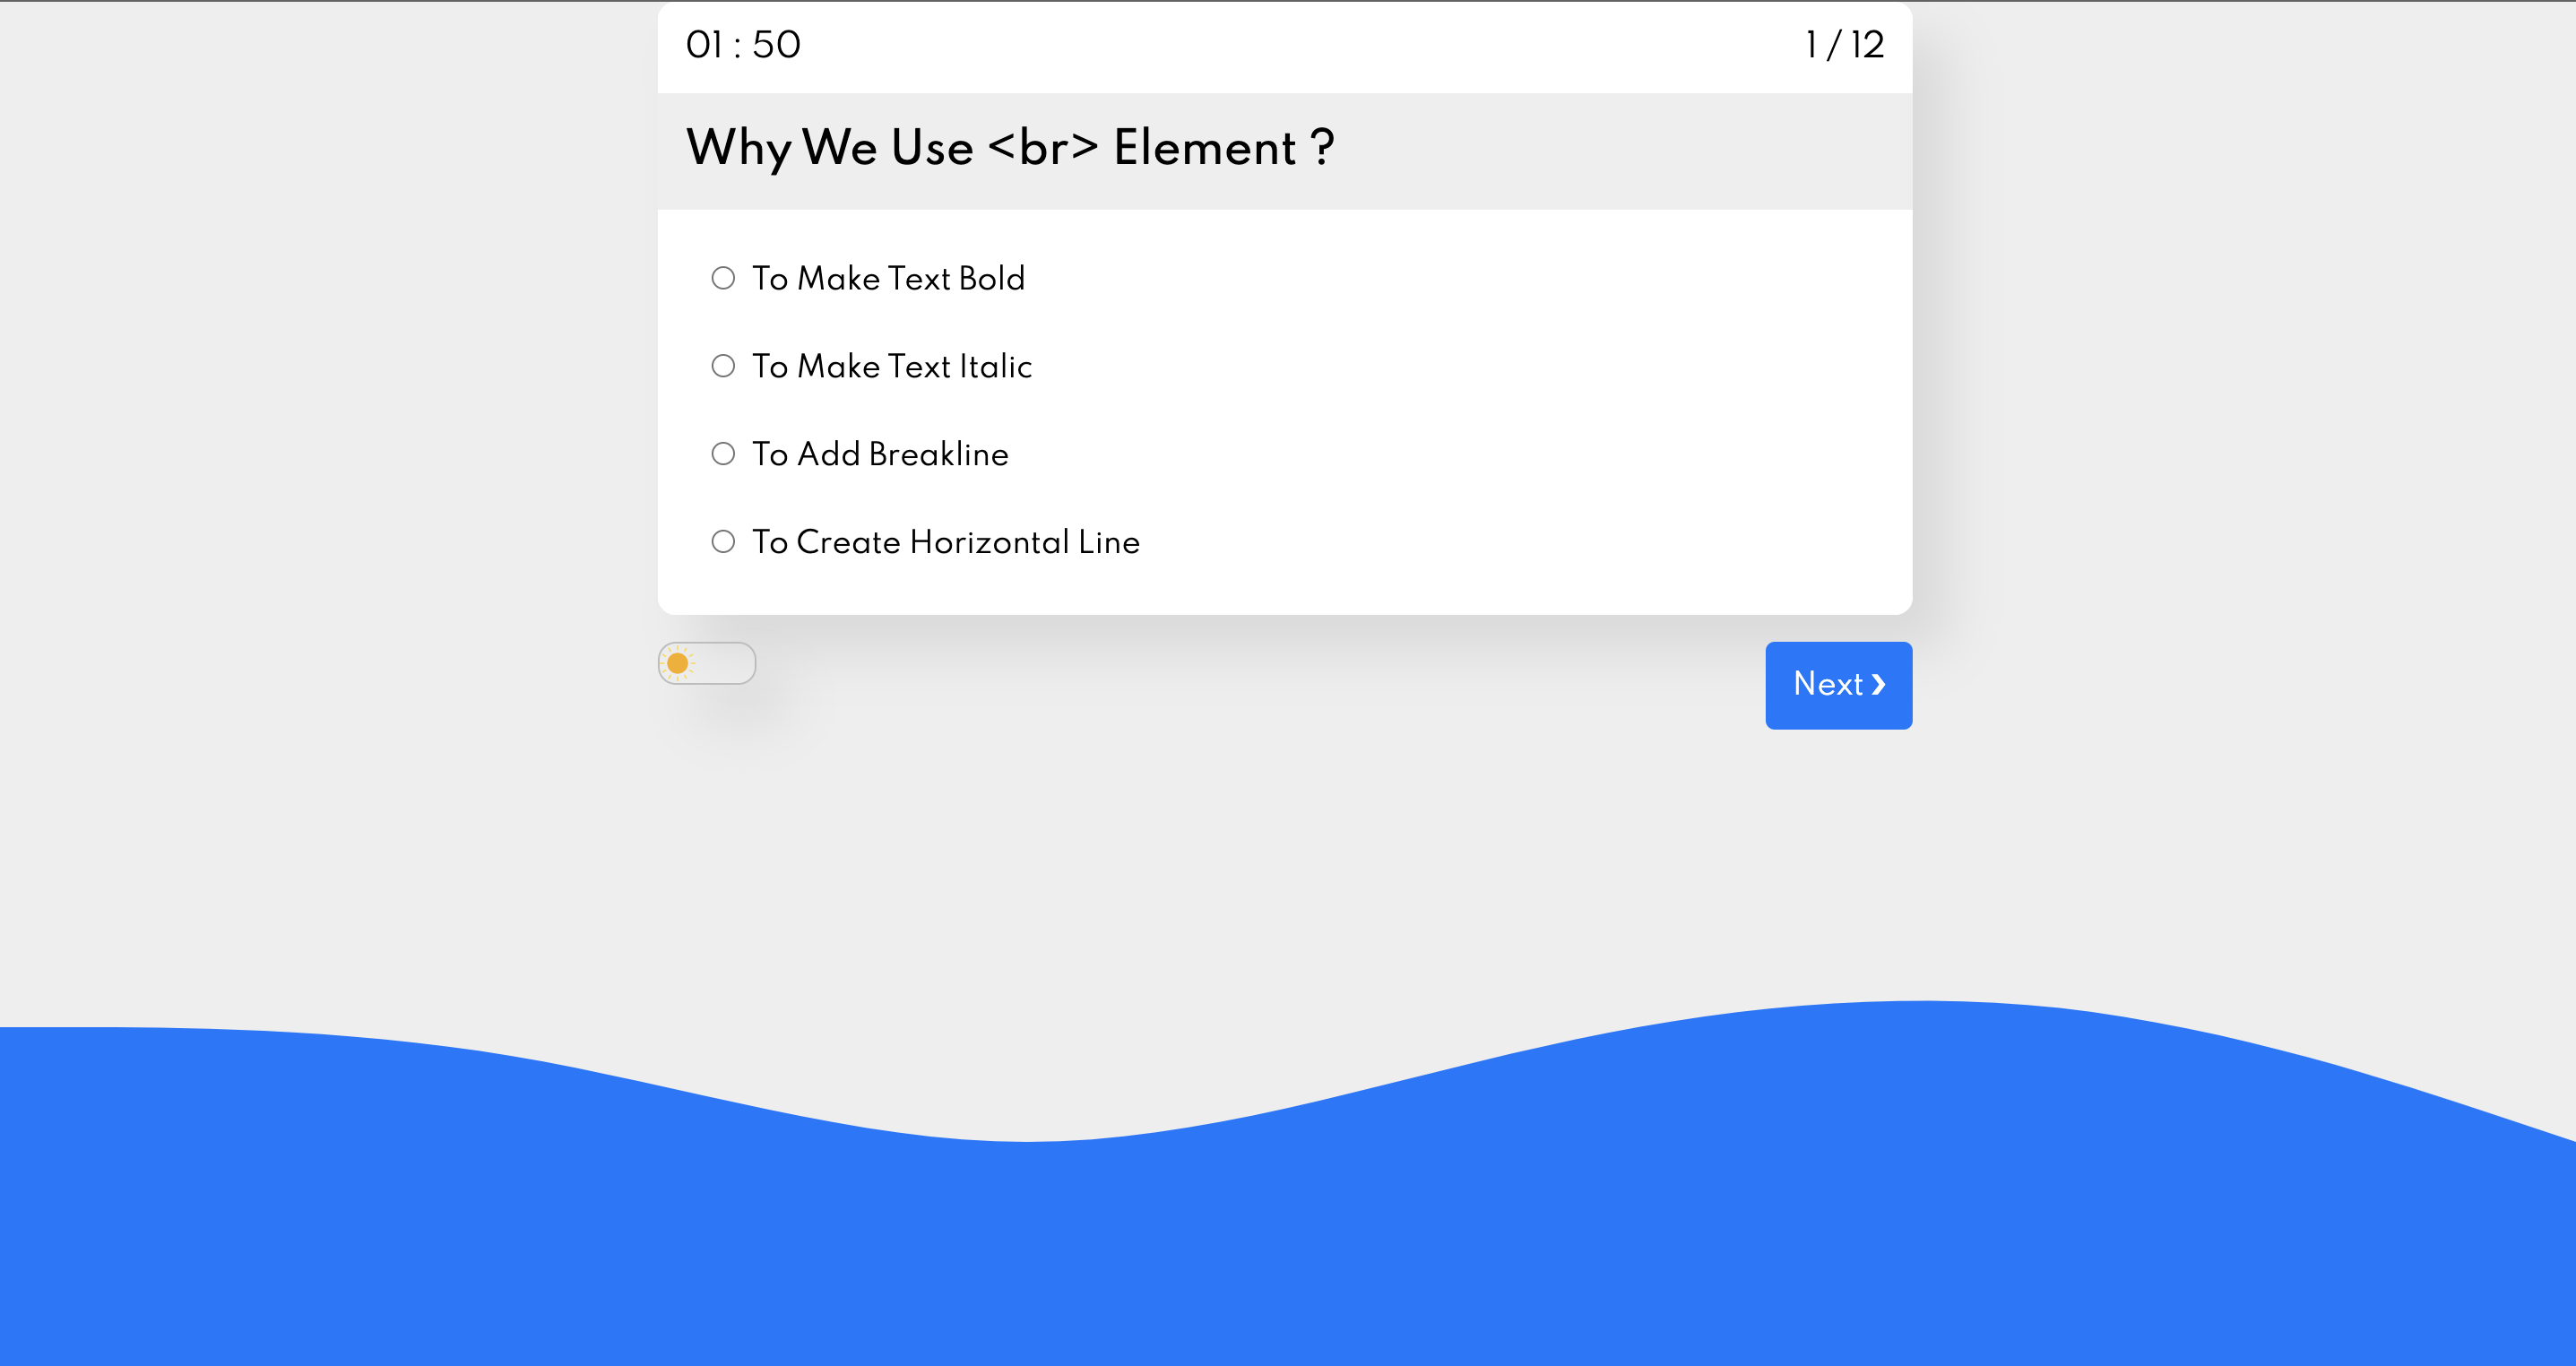 01 : 50
1 / 12
Why We Use <br> Element ?
To Make Text Bold
To Make Text Italic
To Add Breakline
To Create Horizontal Line
Next ❯